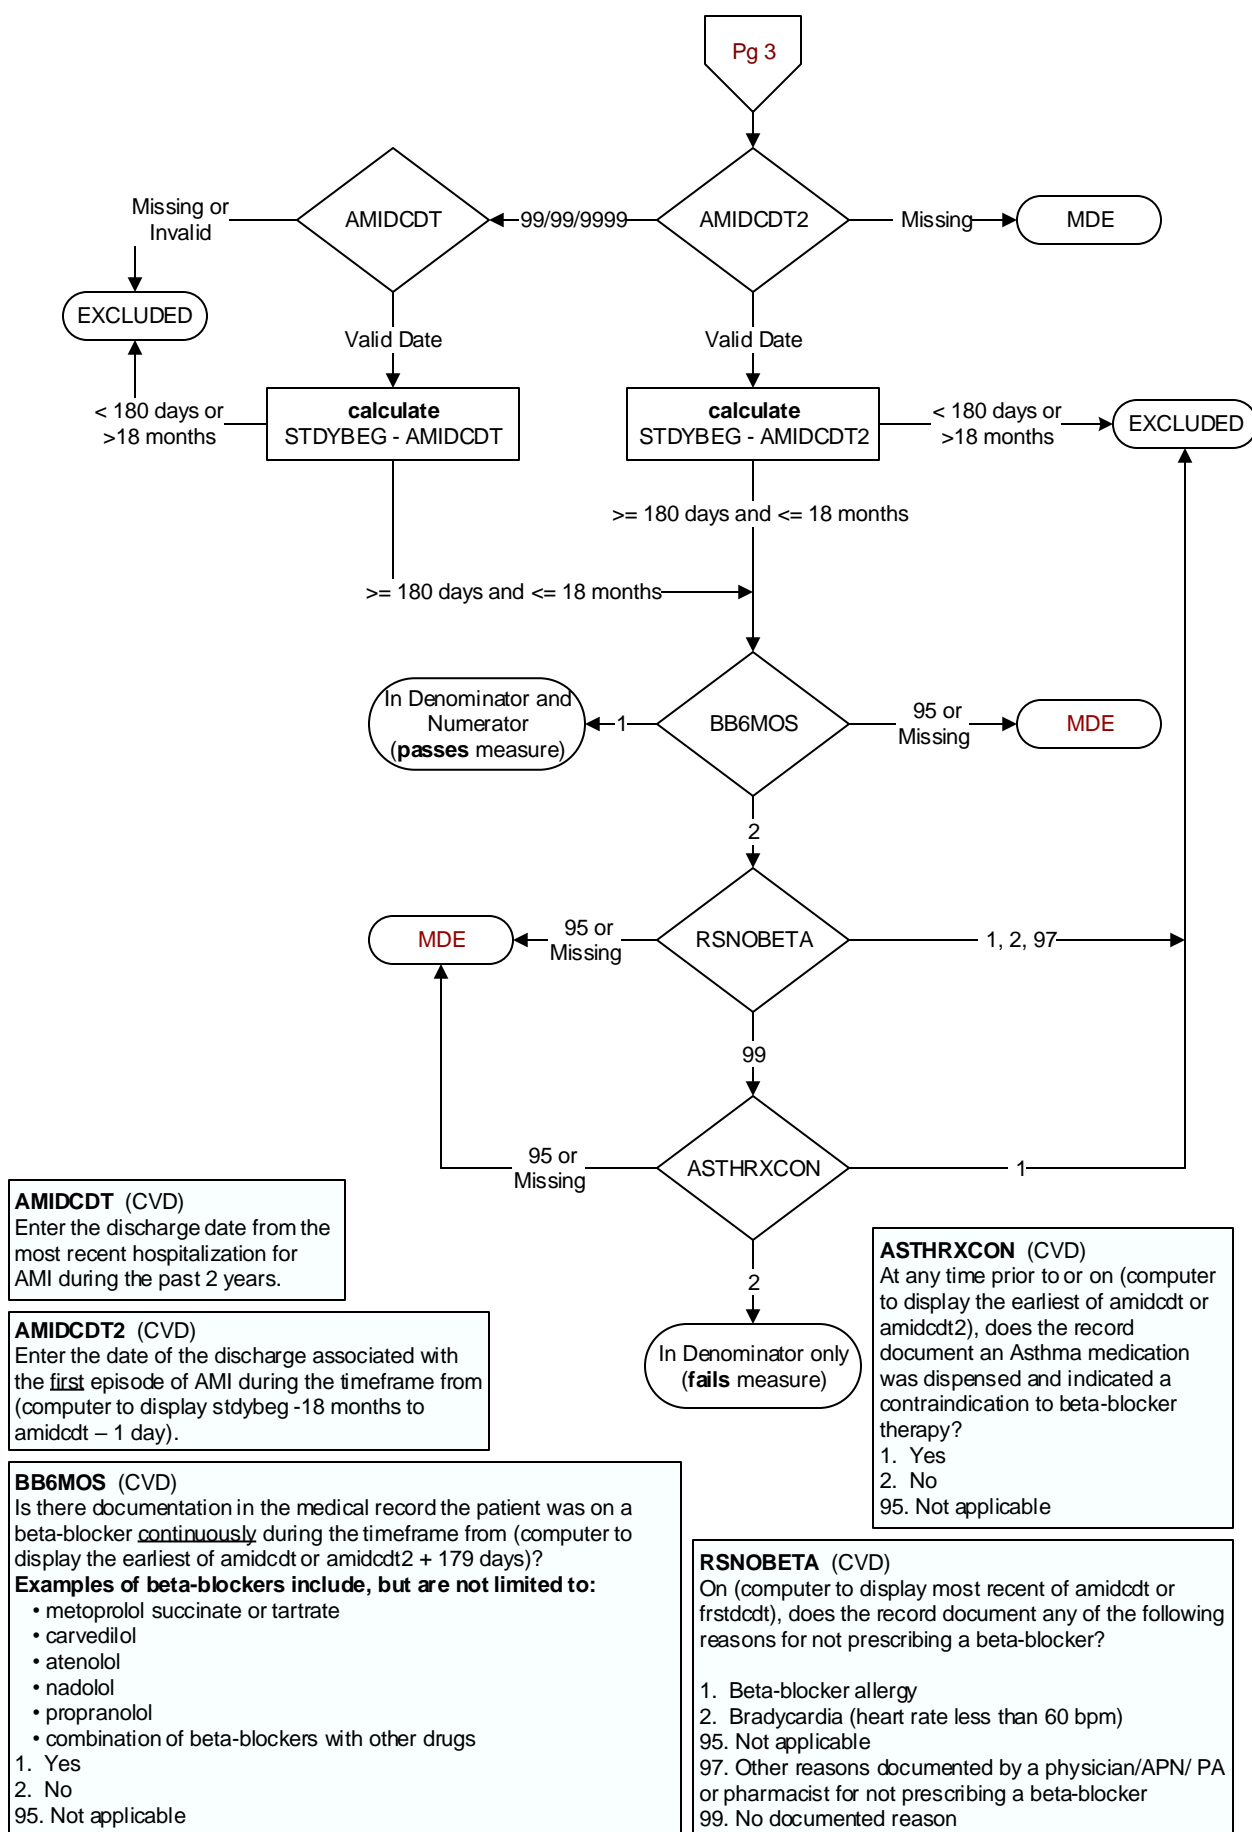 Pg 3
Missing or
Invalid
AMIDCDT
99/99/9999
AMIDCDT2
Missing
MDE
EXCLUDED
Valid Date
Valid Date
< 180 days or
>18 months
calculate
STDYBEG - AMIDCDT
calculate
STDYBEG - AMIDCDT2
< 180 days or
>18 months
EXCLUDED
>= 180 days and <= 18 months
>= 180 days and <= 18 months
In Denominator and
Numerator
(passes measure)
1
BB6MOS
95 or
Missing
MDE
2
MDE
95 or
Missing
RSNOBETA
1, 2, 97
99
95 or
Missing
ASTHRXCON
1
2
In Denominator only
(fails measure)
AMIDCDT (CVD)
Enter the discharge date from the
most recent hospitalization for
AMI during the past 2 years.
AMIDCDT2 (CVD)
Enter the date of the discharge associated with
the first episode of AMI during the timeframe from
(computer to display stdybeg -18 months to
amidcdt – 1 day).
ASTHRXCON (CVD)
At any time prior to or on (computer
to display the earliest of amidcdt or
amidcdt2), does the record
document an Asthma medication
was dispensed and indicated a
contraindication to beta-blocker
therapy?
1. Yes
2. No
95. Not applicable
BB6MOS (CVD)
Is there documentation in the medical record the patient was on a
beta-blocker continuously during the timeframe from (computer to
display the earliest of amidcdt or amidcdt2 + 179 days)?
Examples of beta-blockers include, but are not limited to:
• metoprolol succinate or tartrate
• carvedilol
• atenolol
• nadolol
• propranolol
• combination of beta-blockers with other drugs
1. Yes
2. No
95. Not applicable
RSNOBETA (CVD)
On (computer to display most recent of amidcdt or
frstdcdt), does the record document any of the following
reasons for not prescribing a beta-blocker?
1. Beta-blocker allergy
2. Bradycardia (heart rate less than 60 bpm)
95. Not applicable
97. Other reasons documented by a physician/APN/ PA
or pharmacist for not prescribing a beta-blocker
99. No documented reason